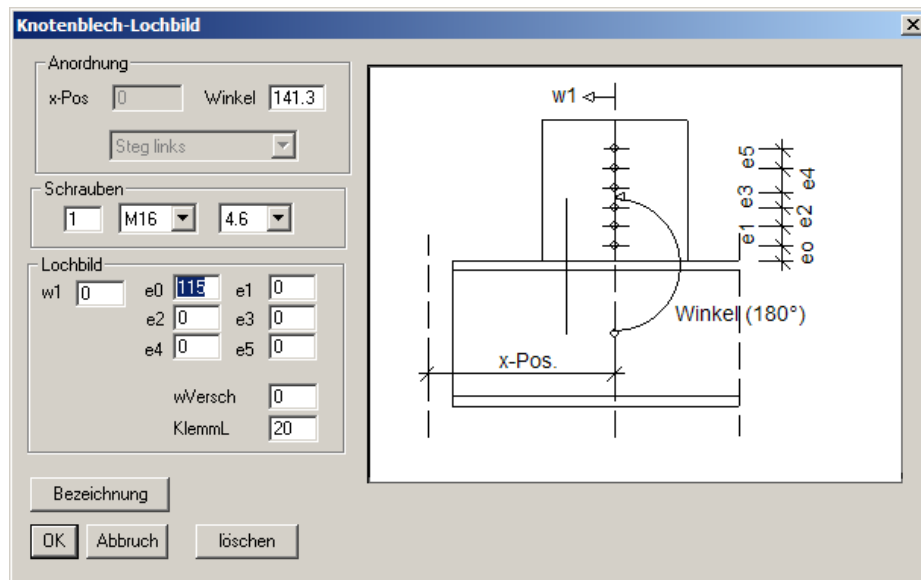 Knotenblech-Lochbild
Anordnung
x-Pos 0 Winkel 141.3
Steg links
Schrauben
1 M16 4.6
Lochbild
w1 0 e0 115 e1 0
e2 0 e3 0
e4 0 e5 0
wVersch 0
KlemmL 20
Bezeichnung
OK Abbruch löschen
w1
e5
e4
e3
e2
e1
eo
Winkel (180°)
x-Pos.